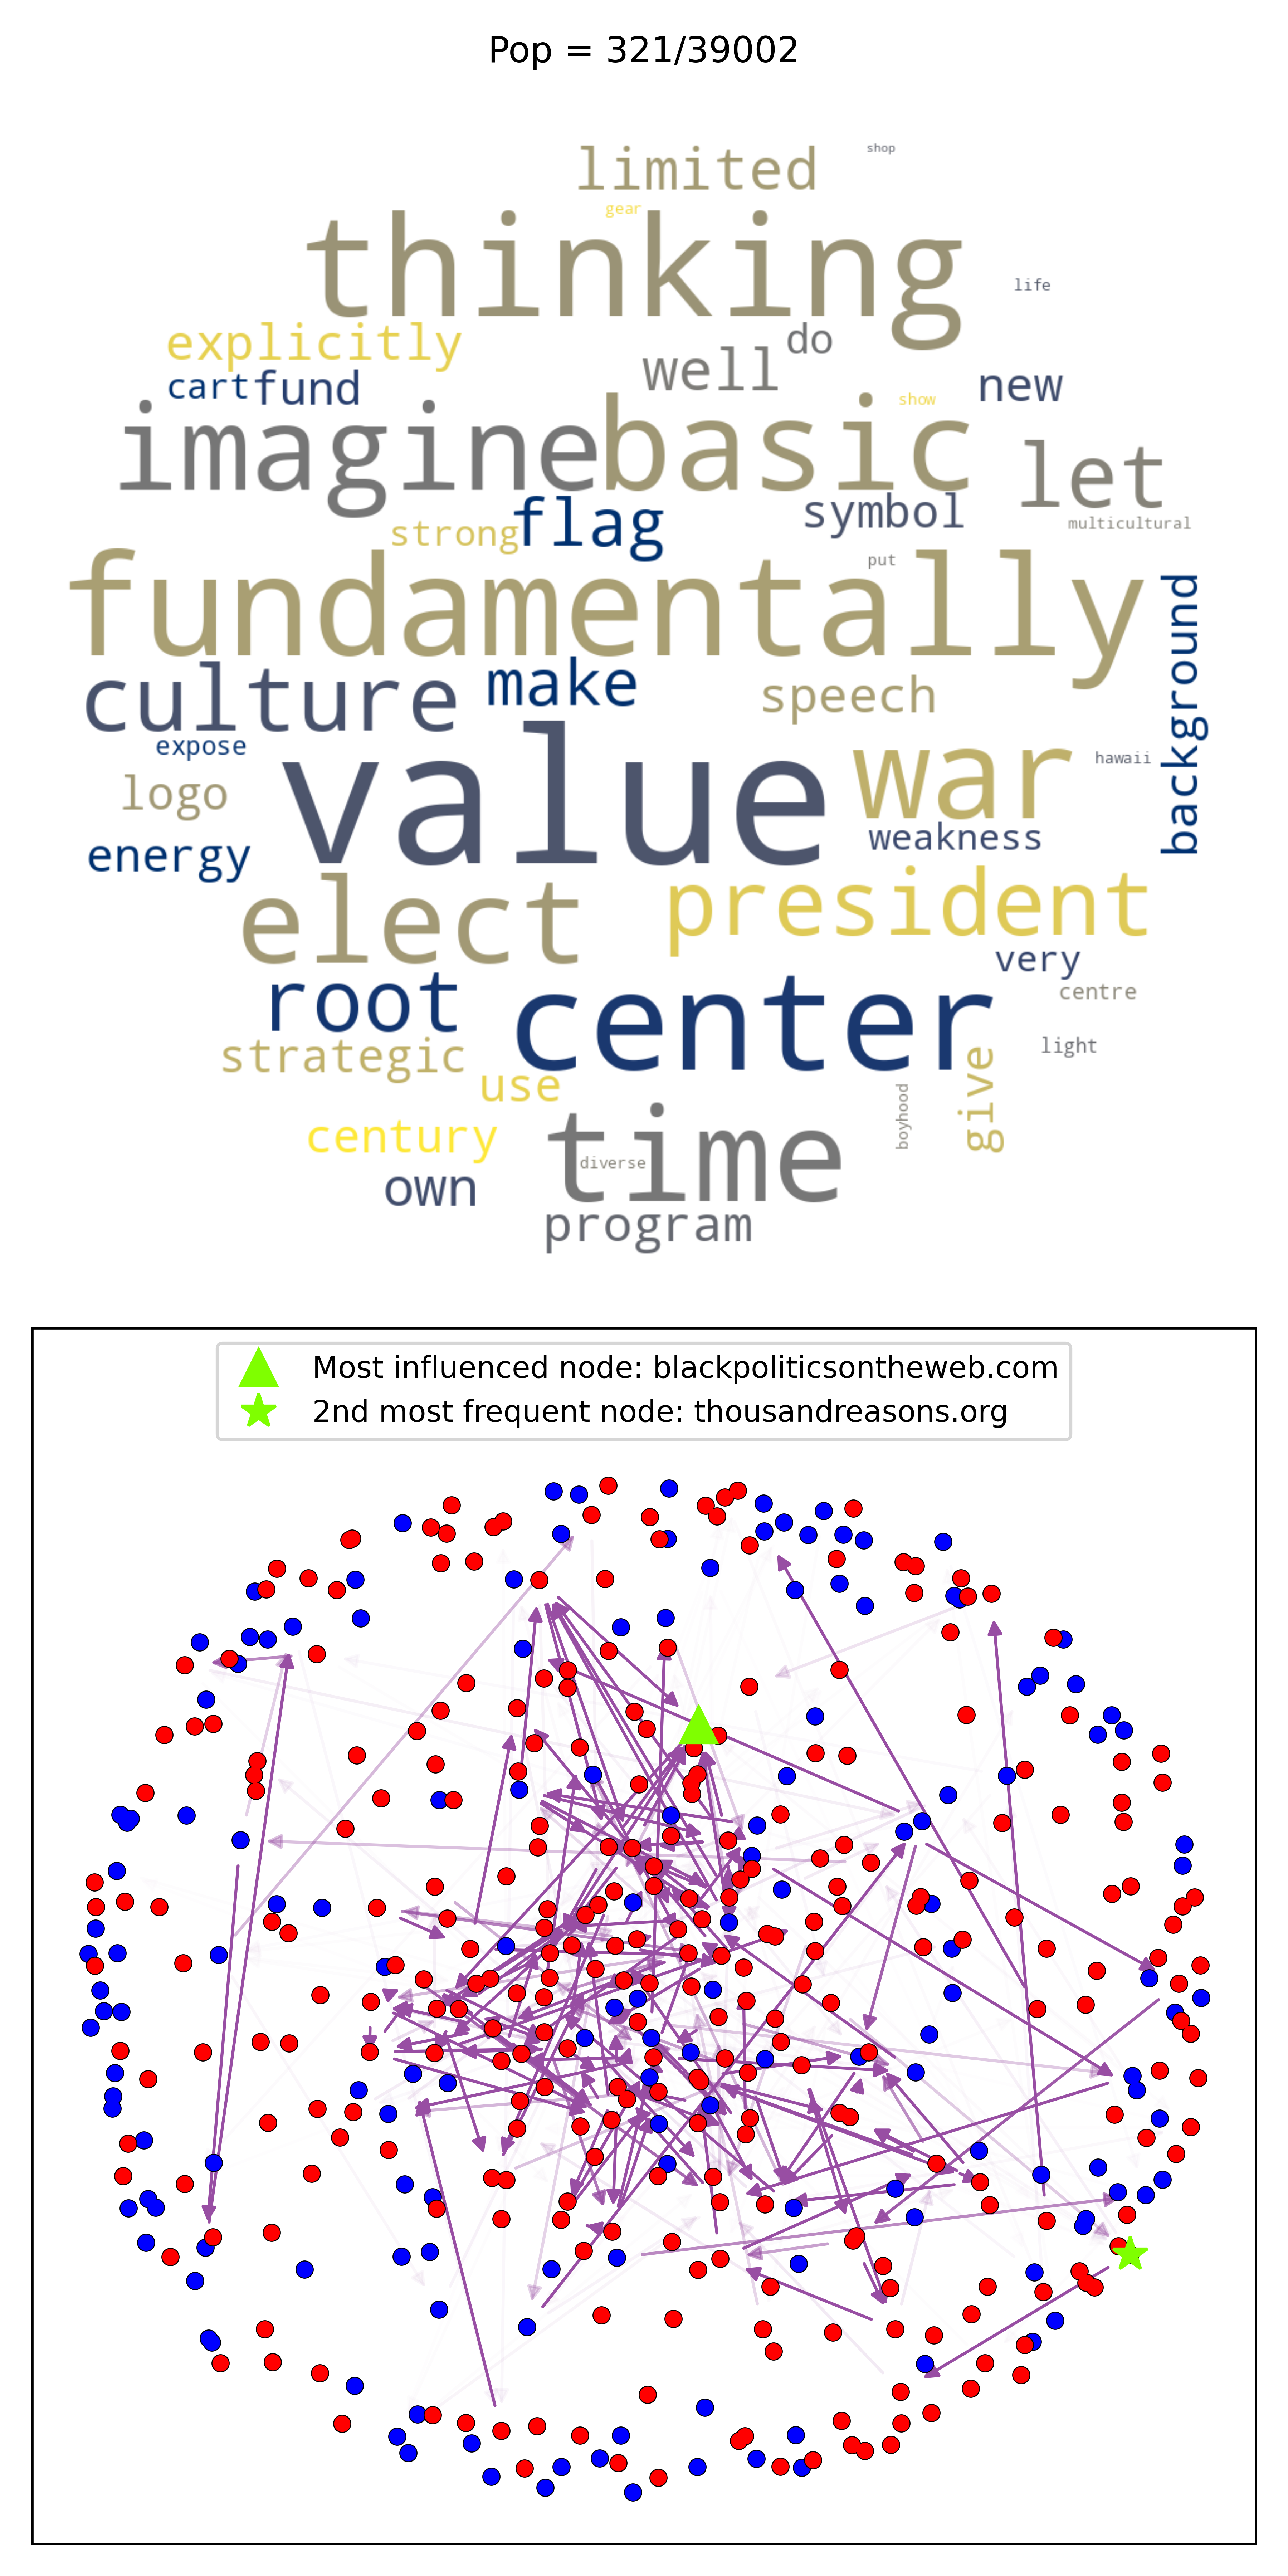 Pop = 321/39002
limited
shop
gear
thinking
life
explicitly
do
well
cart
fund
new
show
imagine
basic
let
flag
symbol
strong
multicultural
put
fundamentally
background
culture
make
speech
expose
value
war
hawaii
logo
weakness
energy
elect
president
very
root
center
centre
strategic
light
use
give
boyhood
century
time
diverse
own
program
Most influenced node: blackpoliticsontheweb.com
2nd most frequent node: thousandreasons.org